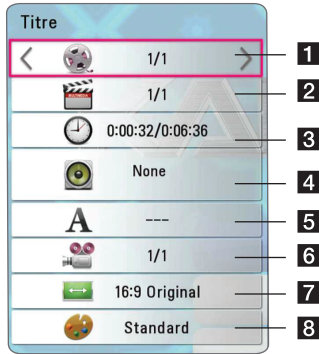 Titre
1/1 1
1/1 2
0:00:32/0:06:36 3
None 4
A --- 5
1/1 6
16:9 Original 7
Standard 8